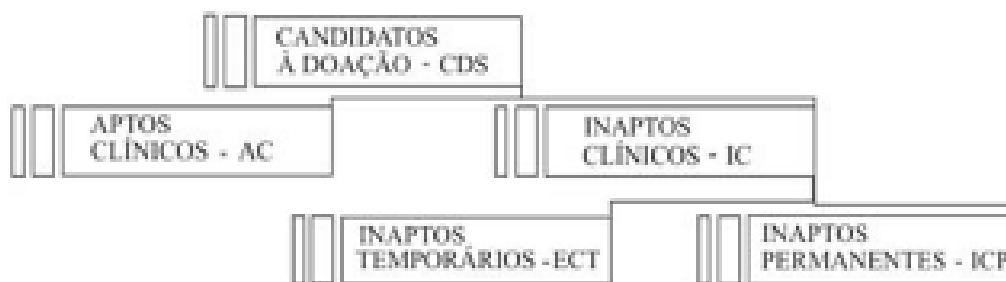 CANDIDATOS
À DOAÇÃO - CDS
APTOS
CLÍNICOS - AC
INAPTOS
CLÍNICOS - IC
INAPTOS
TEMPORÁRIOS -ECT
INAPTOS
PERMANENTES - ICP